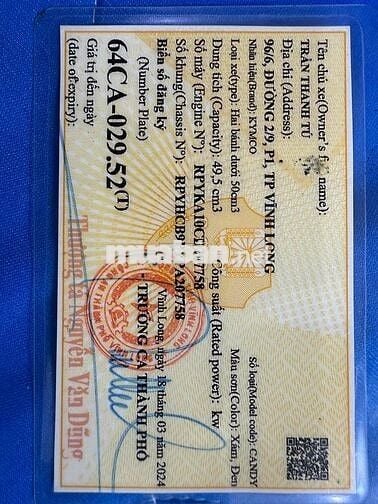 Tên chủ xe(Owner's full name):
TRẦN THANH TÚ
Địa chỉ (Address):
96/6, ĐƯỜNG 2/9, P1, TP VĨNH LONG
Nhãn hiệu(Brand): KYMCO
Số loại(Model code): CANDY
Loại xe(type): Hai bánh dưới 50cm3
Màu sơn(Color): Xám, Đen
Dung tích (Capacity): 49,5 cm3
Công suất (Rated power): kw
Số máy (Engine N°):
Số khung(Chassis N°):
Biển số đăng ký
(Number Plate)
64CA-029.52(1)
Giá trị đến ngày
(date of expiry):
Vĩnh Long, ngày 18 tháng 03 năm 2024
TRƯỞNG CA THÀNH PHỐ
Thượng tá Nguyễn Văn Dũng
muaban.net